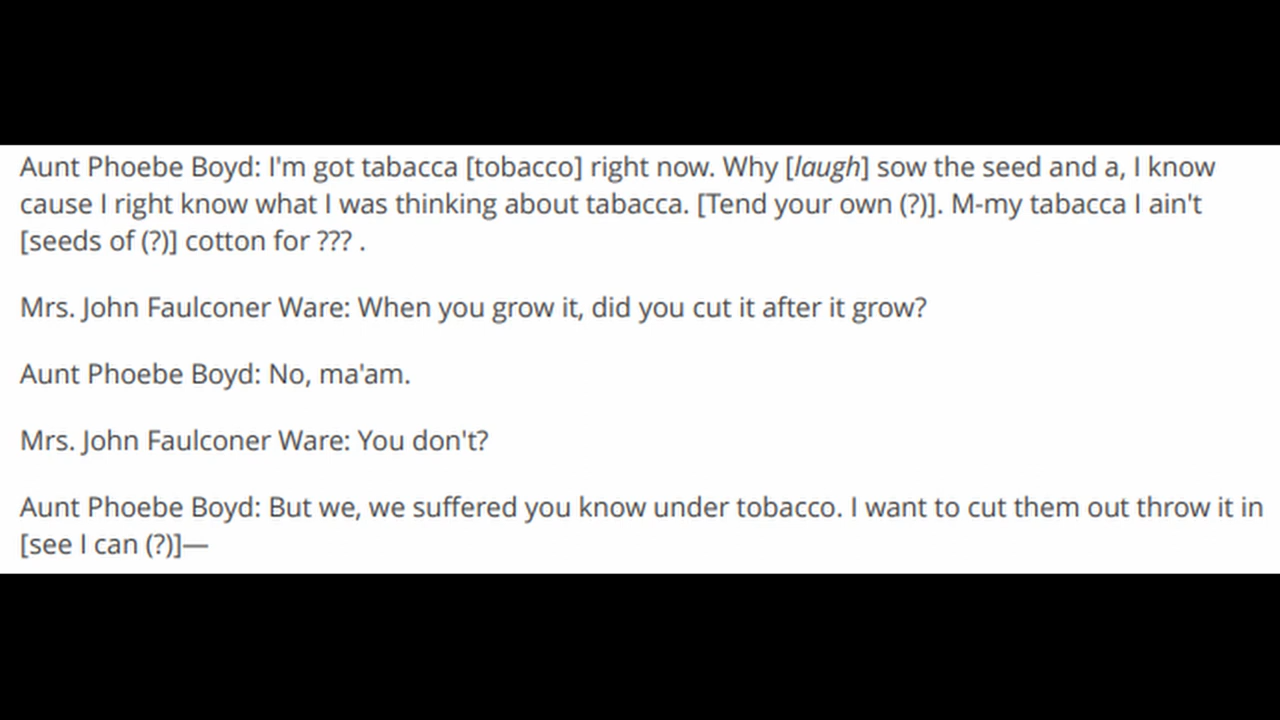 Aunt Phoebe Boyd: I'm got tabacca [tobacco] right now. Why [laugh] sow the seed and a, I know
cause I right know what I was thinking about tabacca. [Tend your own (?)]. M-my tabacca I ain't
[seeds of (?)] cotton for ??? .
Mrs. John Faulconer Ware: When you grow it, did you cut it after it grow?
Aunt Phoebe Boyd: No, ma'am.
Mrs. John Faulconer Ware: You don't?
Aunt Phoebe Boyd: But we, we suffered you know under tobacco. I want to cut them out throw it in
[see I can (?)]—